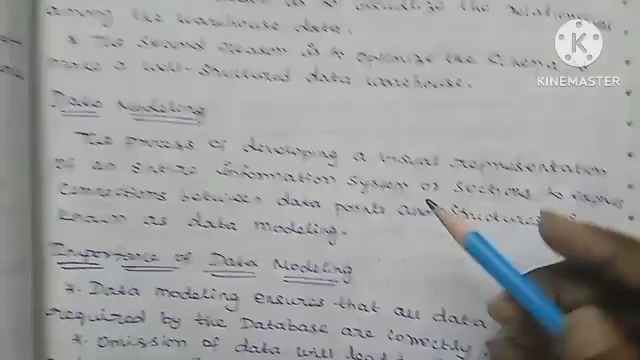 among the warehouse data.
* The second reason is to optimize the schema
make a well-structured data warehouse.
Data Modeling
The process of developing a visual representation
of an entire information system or sections to
connections between data points and structures is
known as data modeling.
Importance of Data Modeling
*. Data modeling ensures that all data
required by the Database are correctly
*. Omission of data will lead
KINEMASTER